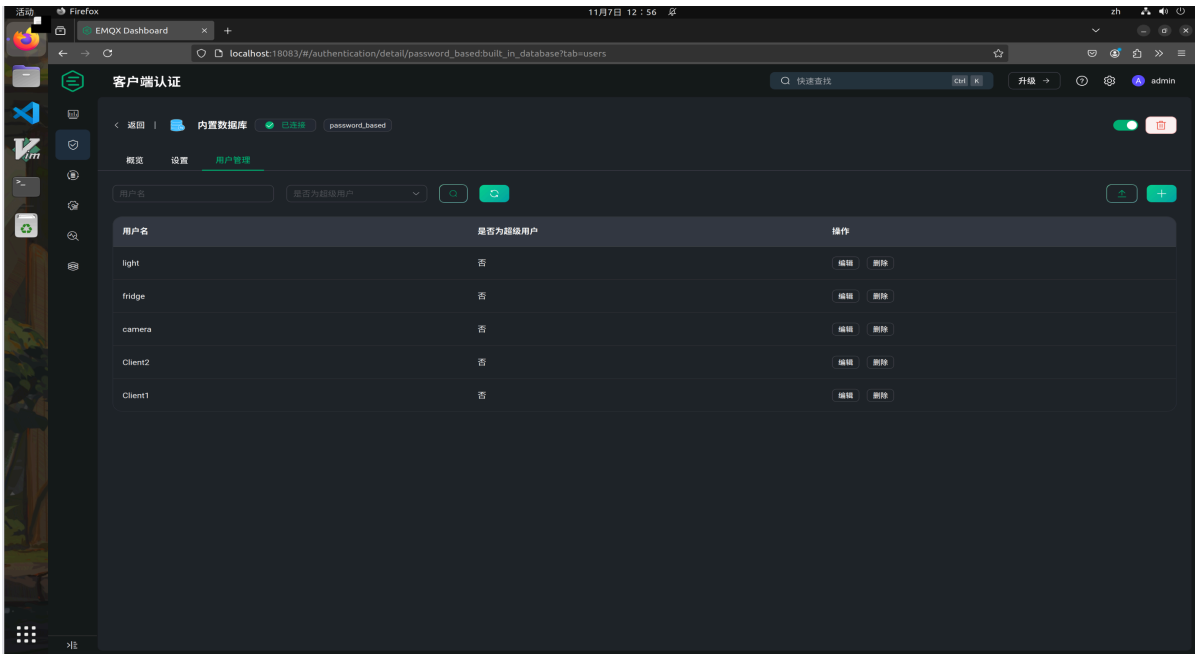 活动 Firefox 11月7日 12：56 zh
EMQX Dashboard
localhost:18083/#/authentication/detail/password_based:built_in_database?tab=users
客户端认证 快速查找 Ctrl K 升级 → A admin
返回 | 内置数据库 已连接 password_based
概览 设置 用户管理
用户名 是否为超级用户
用户名 是否为超级用户 操作
light 否 编辑 删除
fridge 否 编辑 删除
camera 否 编辑 删除
Client2 否 编辑 删除
Client1 否 编辑 删除